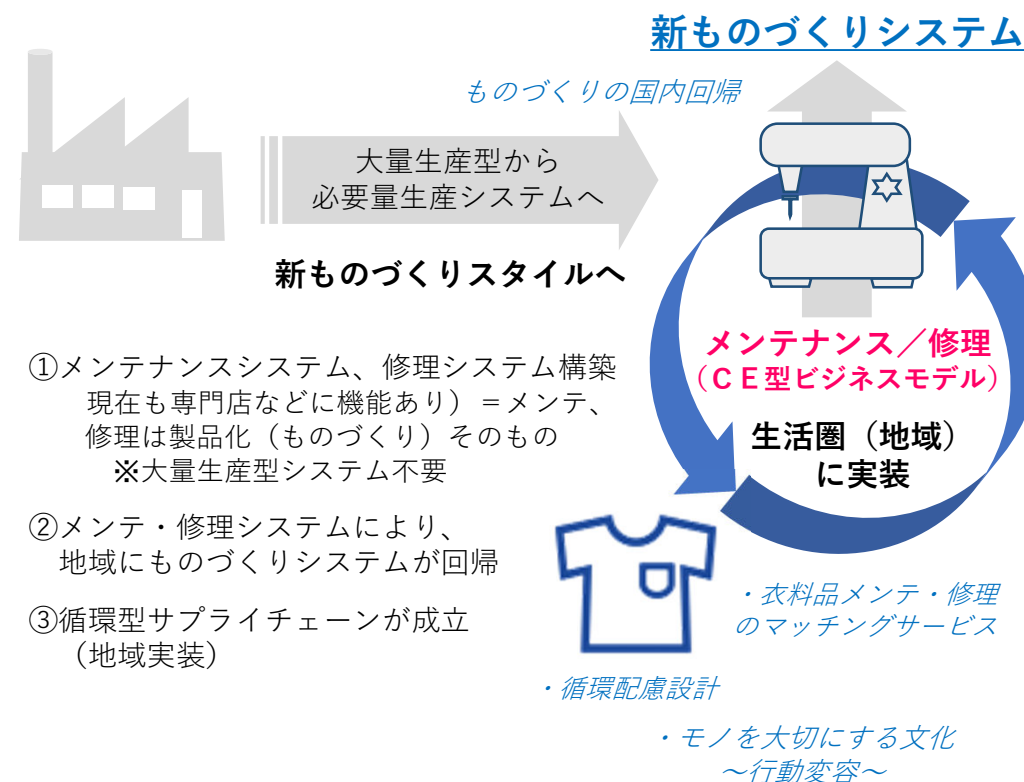 新ものづくりシステム
ものづくりの国内回帰
大量生産型から
必要量生産システムへ
新ものづくりスタイルへ
①メンテナンスシステム、修理システム構築
現在も専門店などに機能あり）＝メンテ、
修理は製品化（ものづくり）そのもの
※大量生産型システム不要
②メンテ・修理システムにより、
地域にものづくりシステムが回帰
③循環型サプライチェーンが成立
（地域実装）
メンテナンス／修理
（ＣＥ型ビジネスモデル）
生活圏（地域）
に実装
・衣料品メンテ・修理
のマッチングサービス
・循環配慮設計
・モノを大切にする文化
～行動変容～